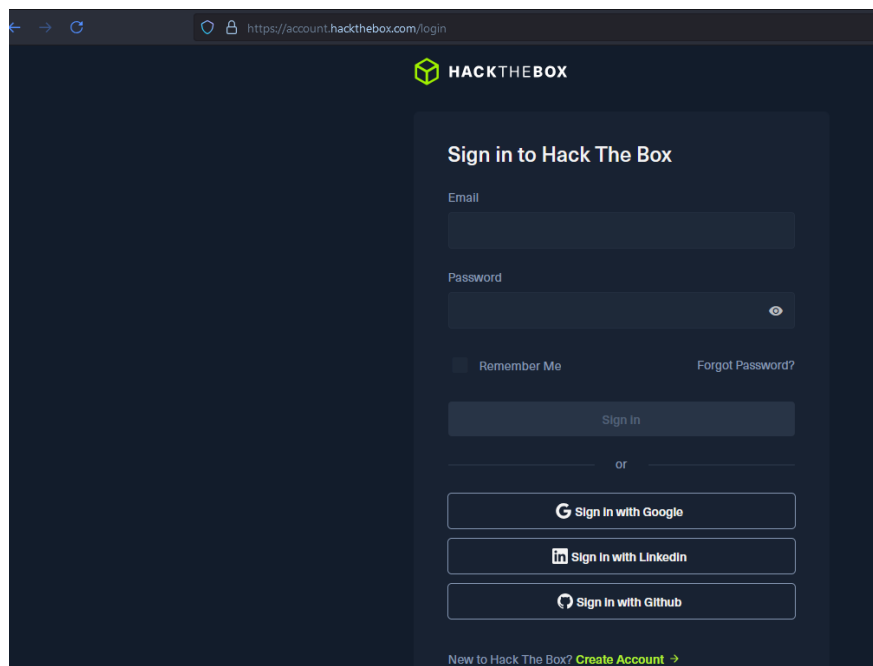 https://account.hackthebox.com/login
HACKTHEBOX
Sign in to Hack The Box
Email
Password
Remember Me
Forgot Password?
Sign in
or
G Sign in with Google
in Sign in with Linkedin
Sign in with Github
New to Hack The Box? Create Account →